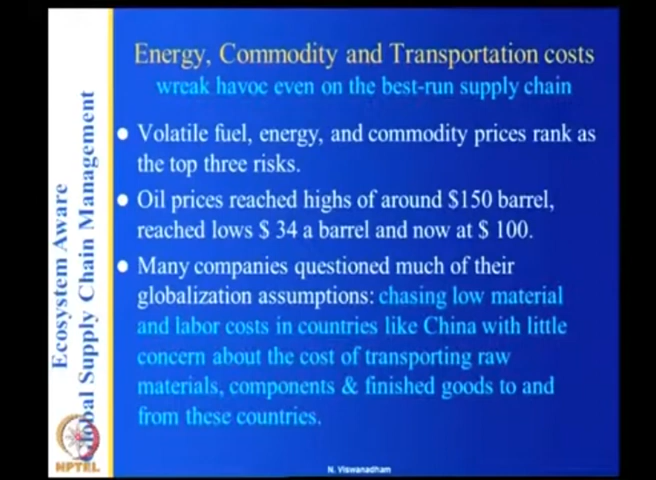 Energy, Commodity and Transportation costs
wreak havoc even on the best-run supply chain
Volatile fuel, energy, and commodity prices rank as
the top three risks.
Oil prices reached highs of around $150 barrel,
reached lows $ 34 a barrel and now at $ 100.
Many companies questioned much of their
globalization assumptions: chasing low material
and labor costs in countries like China with little
concern about the cost of transporting raw
materials, components & finished goods to and
from these countries.
Ecosystem Aware
Global Supply Chain Management
NPTEL
N. Viswanadham